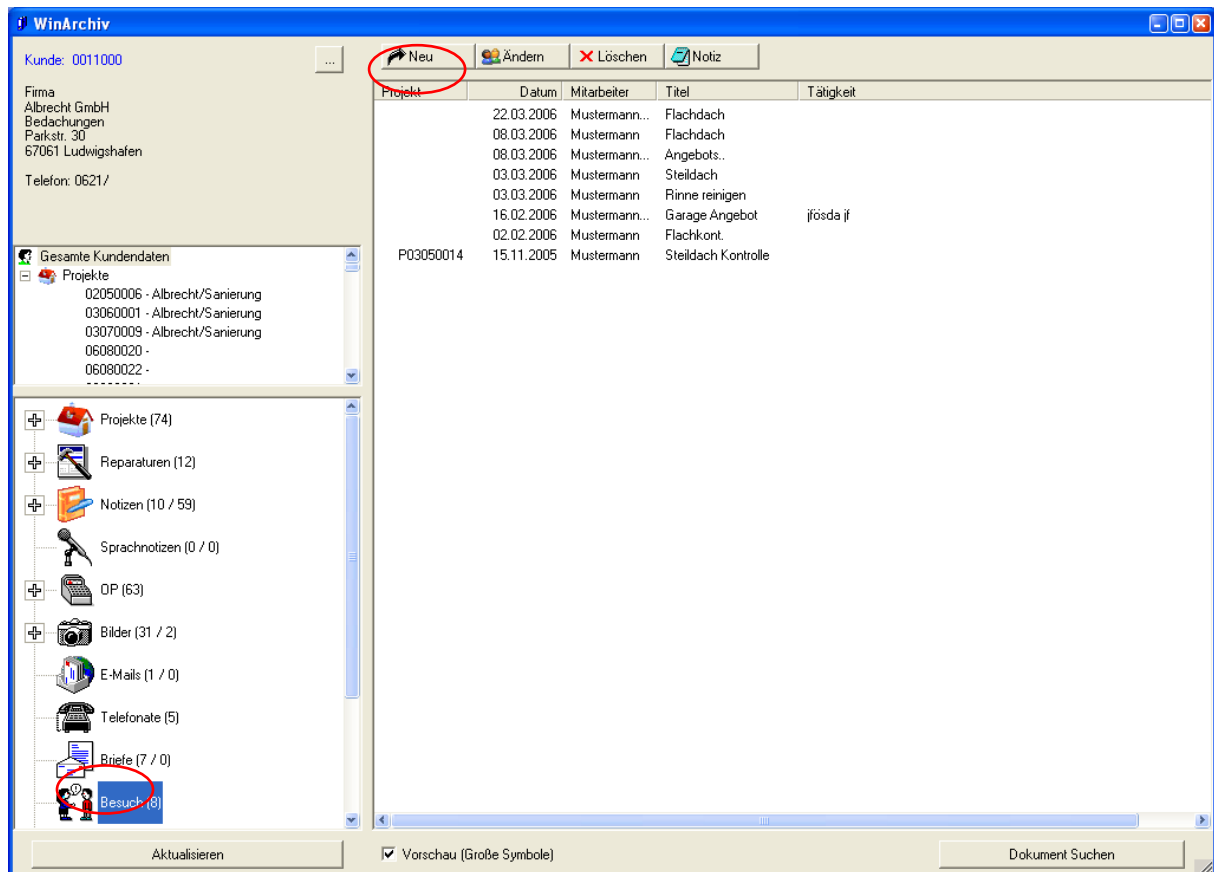 WinArchiv
Kunde: 0011000
...
Firma
Albrecht GmbH
Bedachungen
Parkstr. 30
67061 Ludwigshafen
Telefon: 0621/
Gesamte Kundendaten
Projekte
02050006 - Albrecht/Sanierung
03060001 - Albrecht/Sanierung
03070009 - Albrecht/Sanierung
06080020 -
06080022 -
Projekte (74)
Reparaturen (12)
Notizen (10 / 59)
Sprachnotizen (0 / 0)
OP (63)
Bilder (31 / 2)
E-Mails (1 / 0)
Telefonate (5)
Briefe (7 / 0)
Besuch (8)
Aktualisieren
Neu Ändern Löschen Notiz
Projekt Datum Mitarbeiter Titel Tätigkeit
22.03.2006 Mustermann... Flachdach
08.03.2006 Mustermann Flachdach
08.03.2006 Mustermann... Angebots..
03.03.2006 Mustermann Steildach
03.03.2006 Mustermann Rinne reinigen
16.02.2006 Mustermann... Garage Angebot jfösda jf
02.02.2006 Mustermann Flachkont.
P03050014 15.11.2005 Mustermann Steildach Kontrolle
Vorschau (Große Symbole)
Dokument Suchen